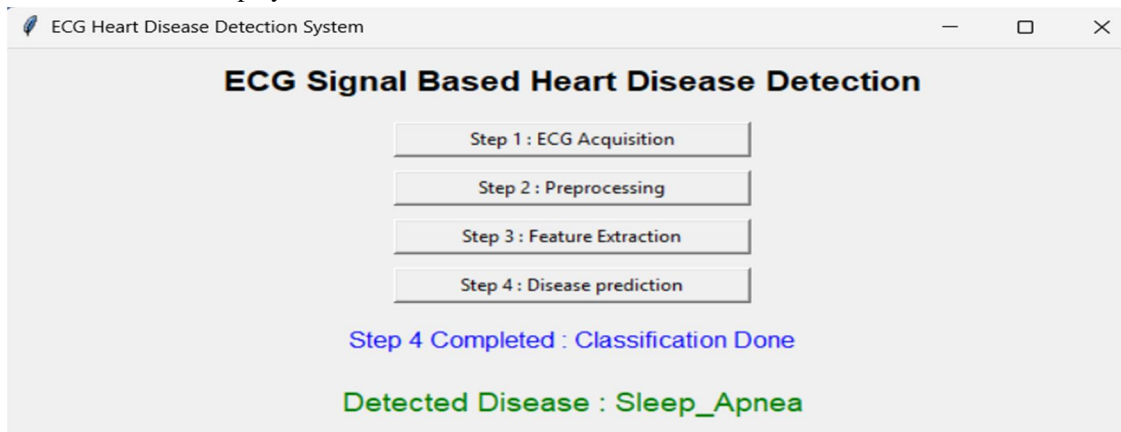 ECG Heart Disease Detection System
ECG Signal Based Heart Disease Detection
Step 1 : ECG Acquisition
Step 2 : Preprocessing
Step 3 : Feature Extraction
Step 4 : Disease prediction
Step 4 Completed : Classification Done
Detected Disease : Sleep_Apnea